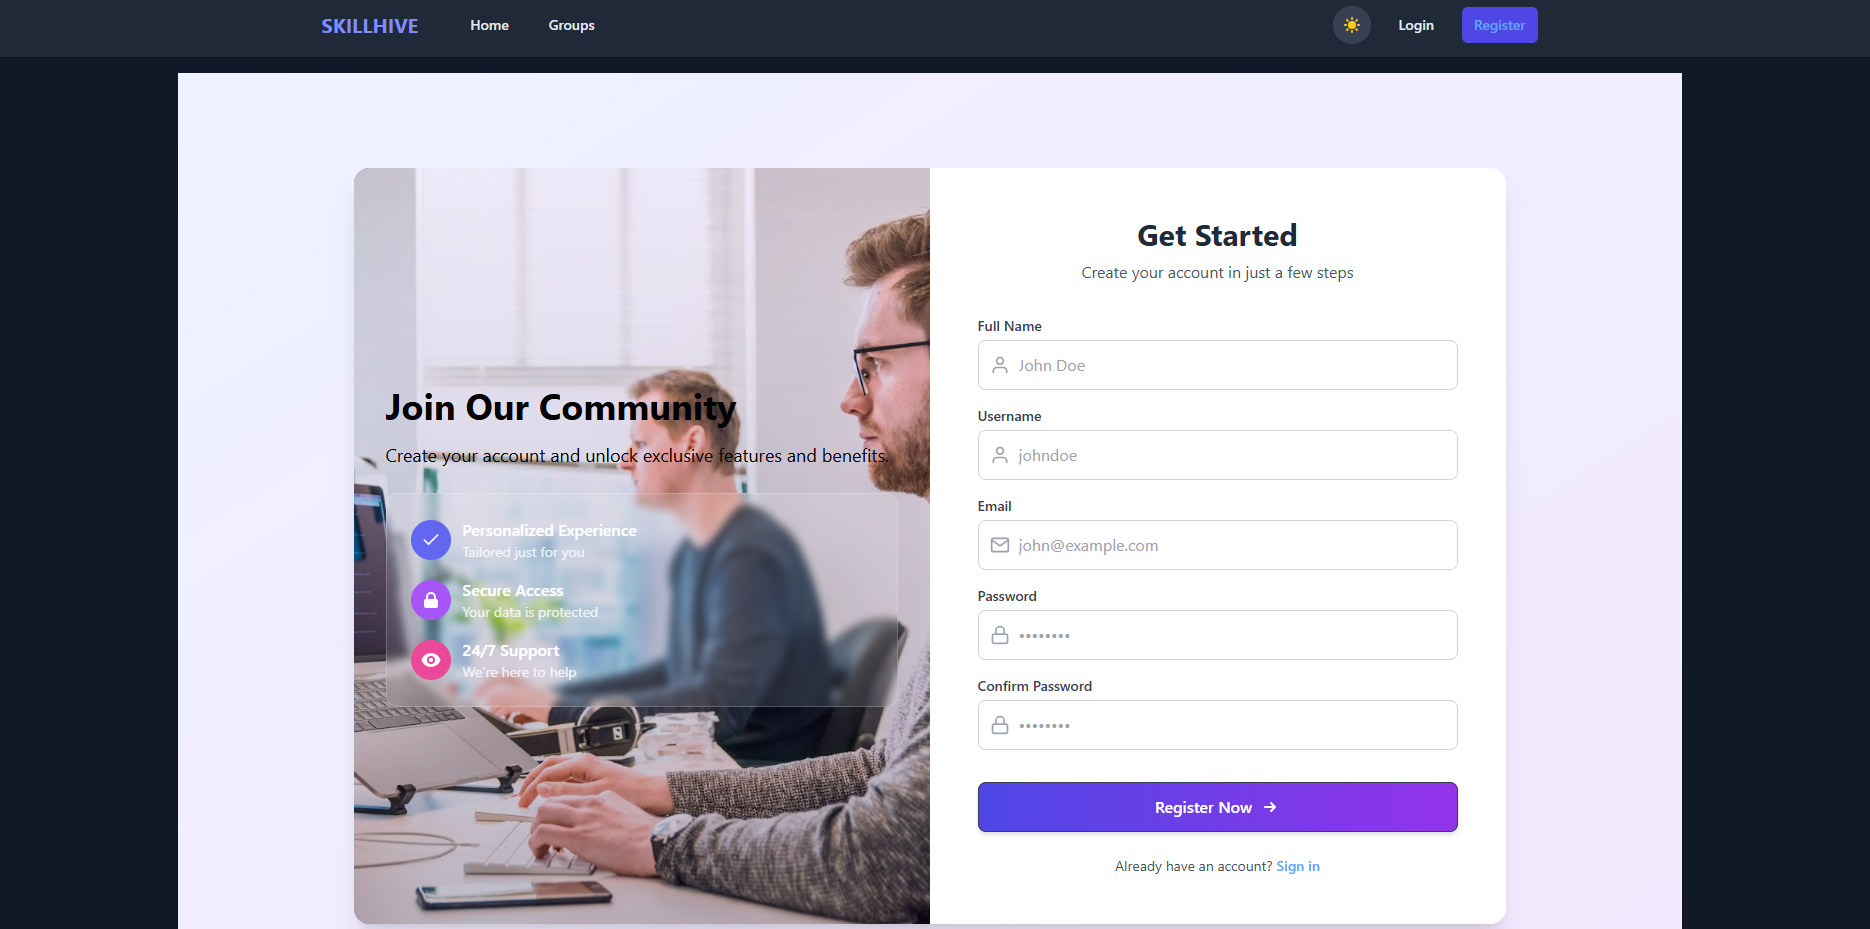 SKILLHIVE
Home
Groups
Login
Register
Join Our Community
Create your account and unlock exclusive features and benefits.
Personalized Experience
Tailored just for you
Secure Access
Your data is protected
24/7 Support
We're here to help
Get Started
Create your account in just a few steps
Full Name
John Doe
Username
johndoe
Email
john@example.com
Password
••••••••
Confirm Password
••••••••
Register Now →
Already have an account? Sign in